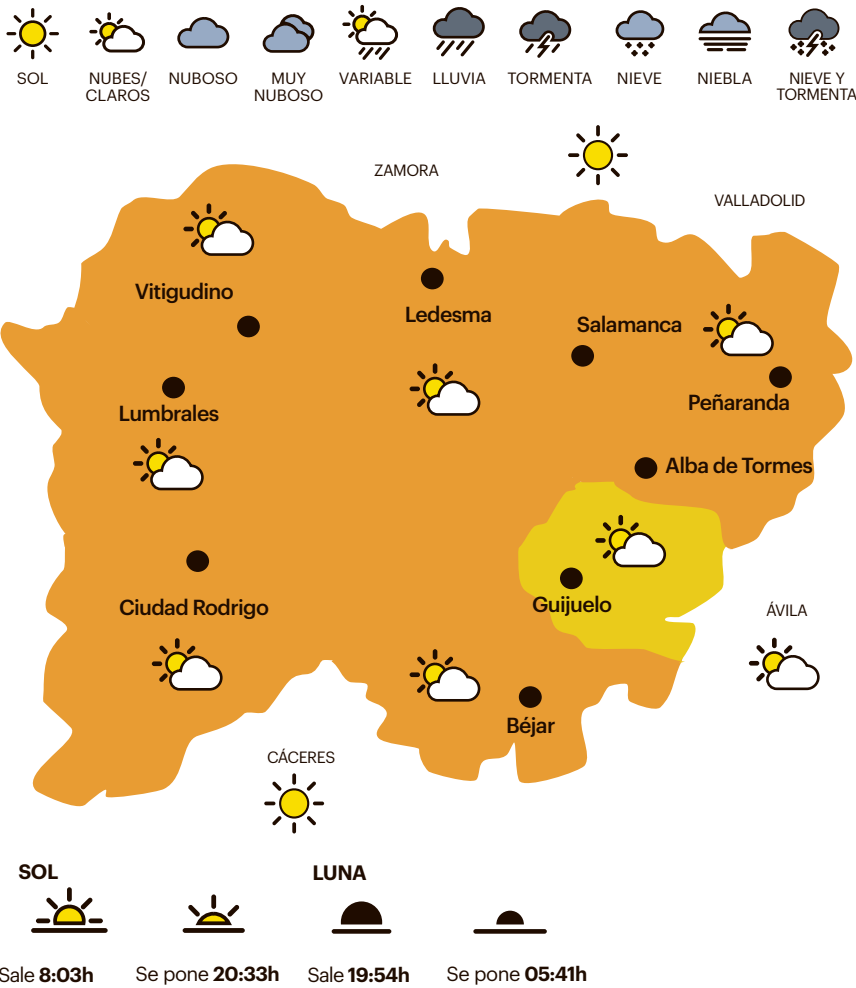 SOL
NUBES/
CLAROS
NUBOSO
MUY
NUBOSO
VARIABLE
LLUVIA
TORMENTA
NIEVE
NIEBLA
NIEVE Y
TORMENTA
ZAMORA
VALLADOLID
Vitigudino
Ledesma
Salamanca
Peñaranda
Lumbrales
Alba de Tormes
Ciudad Rodrigo
Guijuelo
ÁVILA
Béjar
CÁCERES
SOL
LUNA
Sale 8:03h
Se pone 20:33h
Sale 19:54h
Se pone 05:41h